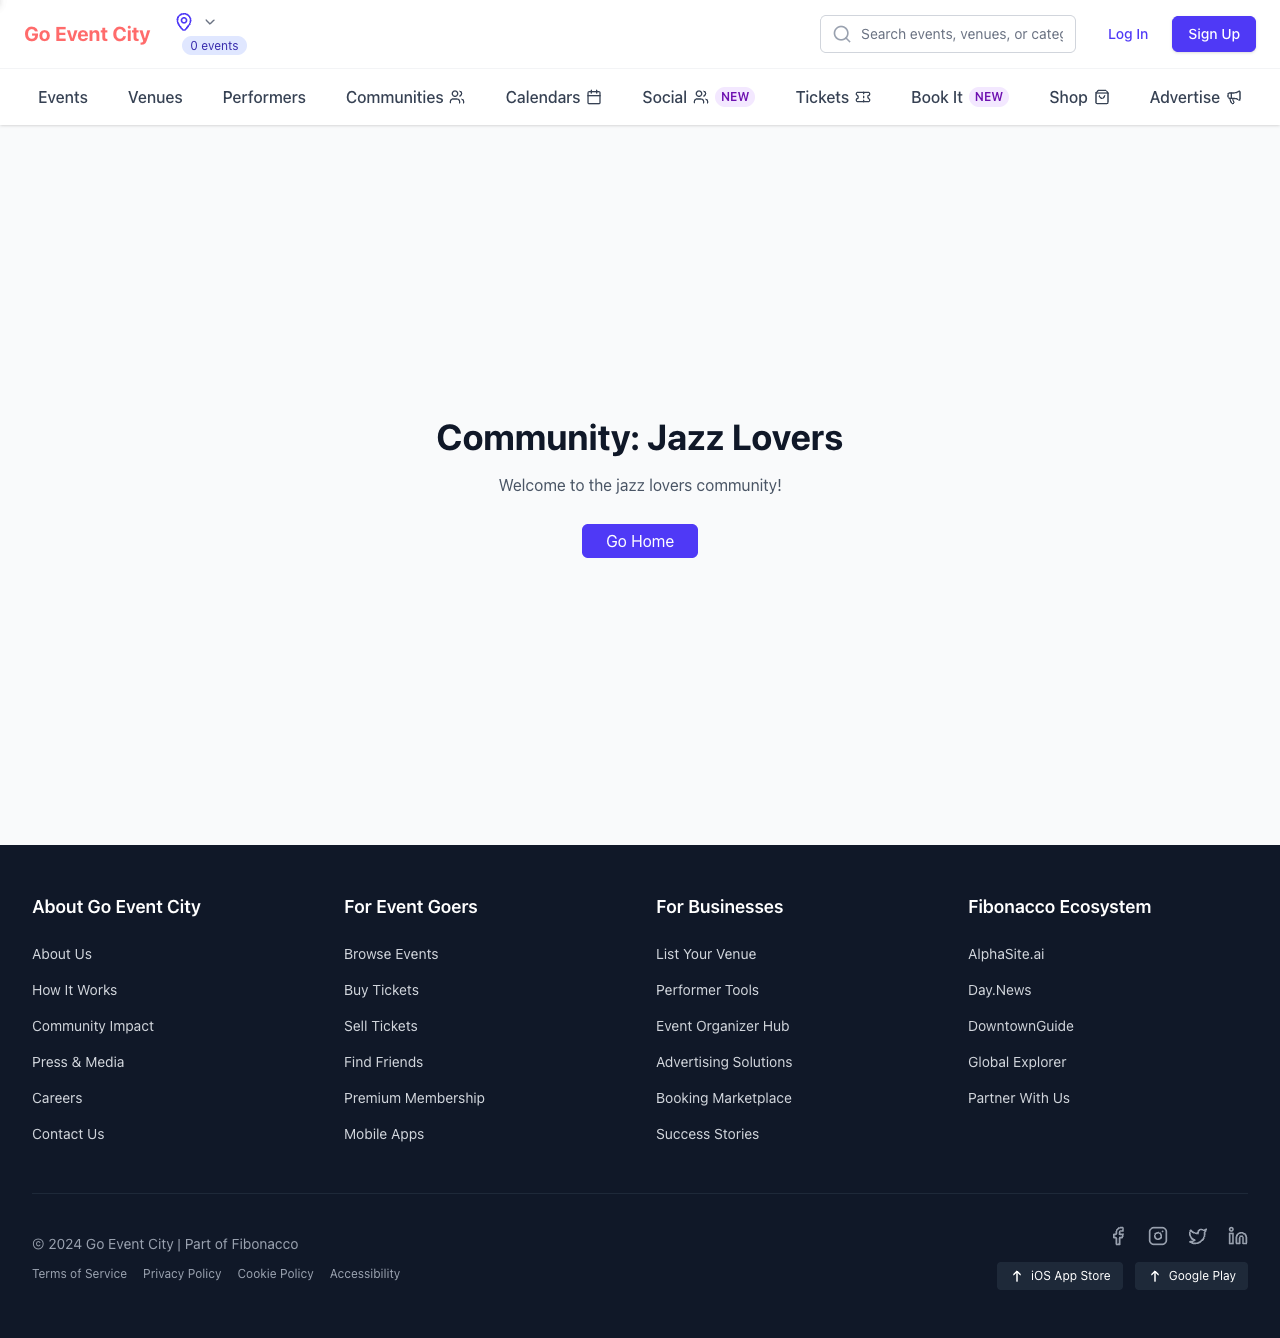 Go Event City
0 events
Search events, venues, or categ
Log In
Sign Up
Events
Venues
Performers
Communities
Calendars
Social NEW
Tickets
Book It NEW
Shop
Advertise
Community: Jazz Lovers
Welcome to the jazz lovers community!
Go Home
About Go Event City
About Us
How It Works
Community Impact
Press & Media
Careers
Contact Us
For Event Goers
Browse Events
Buy Tickets
Sell Tickets
Find Friends
Premium Membership
Mobile Apps
For Businesses
List Your Venue
Performer Tools
Event Organizer Hub
Advertising Solutions
Booking Marketplace
Success Stories
Fibonacco Ecosystem
AlphaSite.ai
Day.News
DowntownGuide
Global Explorer
Partner With Us
© 2024 Go Event City | Part of Fibonacco
Terms of Service
Privacy Policy
Cookie Policy
Accessibility
iOS App Store
Google Play